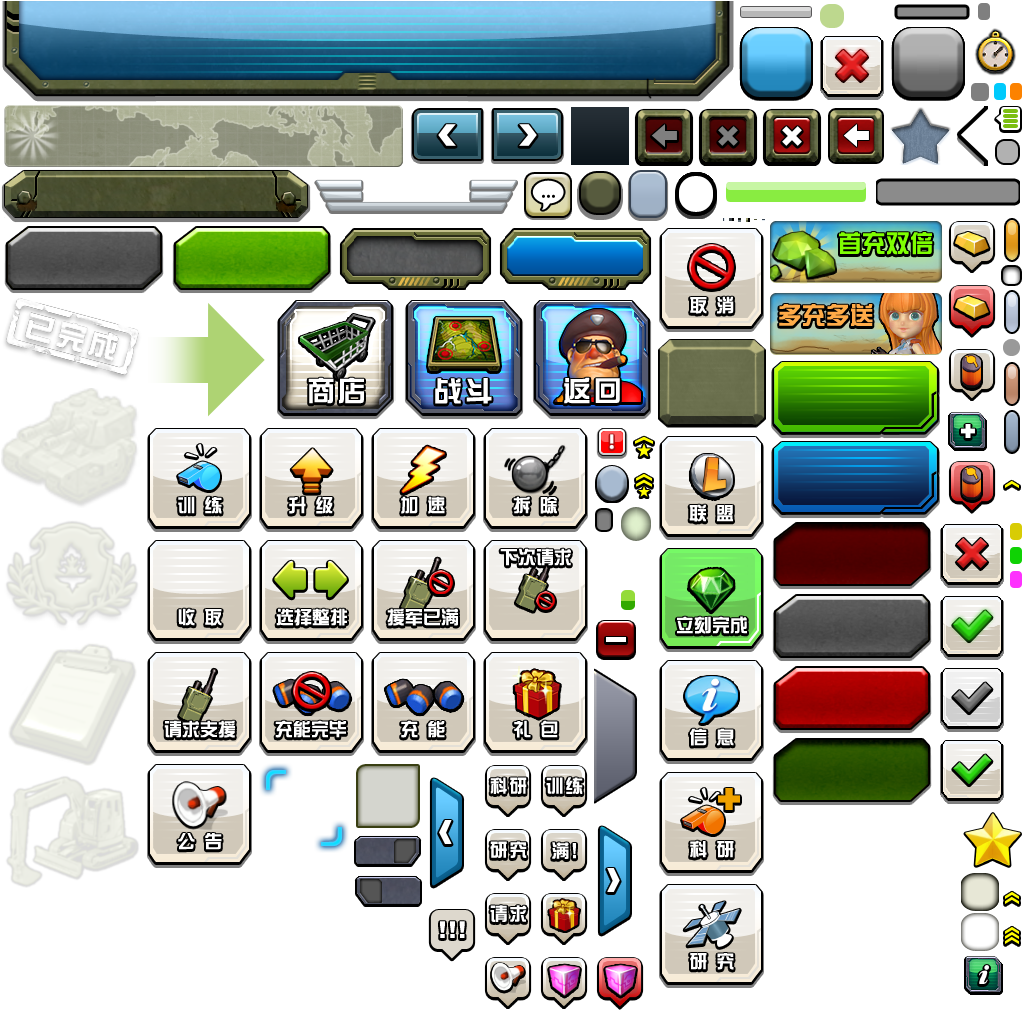 首充双倍
取消
多充多送
已完成
商店
战斗
返回
训练
升级
加速
拆除
联盟
收取
选择整排
援军已满
下次请求
立刻完成
请求支援
充能完毕
充能
礼包
信息
科研
训练
公告
研究
满!
科研
请求
!!!
研究